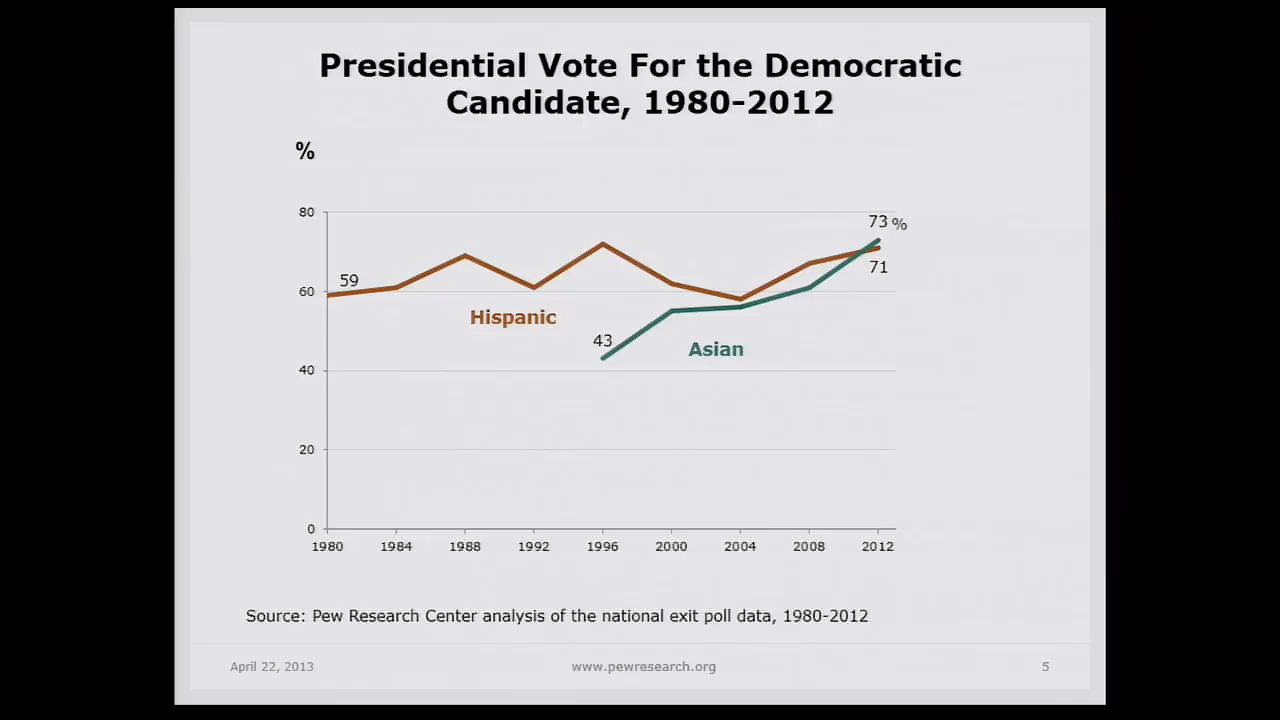 Presidential Vote For the Democratic
Candidate, 1980-2012
%
80
60
40
20
0
59
43
73 %
71
Hispanic
Asian
1980 1984 1988 1992 1996 2000 2004 2008 2012
Source: Pew Research Center analysis of the national exit poll data, 1980-2012
April 22, 2013 www.pewresearch.org 5